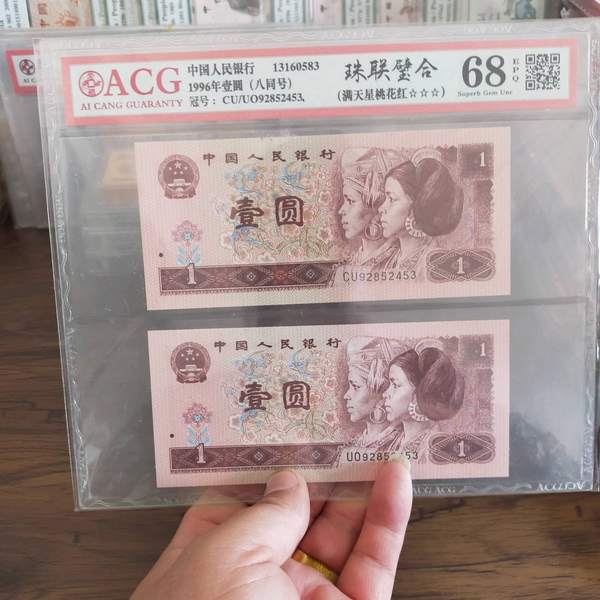 ACG
AI CANG GUARANTY
中国人民银行 13160583
1996年壹圆（八同号）
冠号：CU/UO92852453,
珠联璧合
(满天星桃花红☆☆☆)
68
EPQ
Superb Gem Unc
中国人民银行
1
壹圆
1
CU92852453
1
中国人民银行
1
壹圆
1
UO92852453
1
ACG ACG